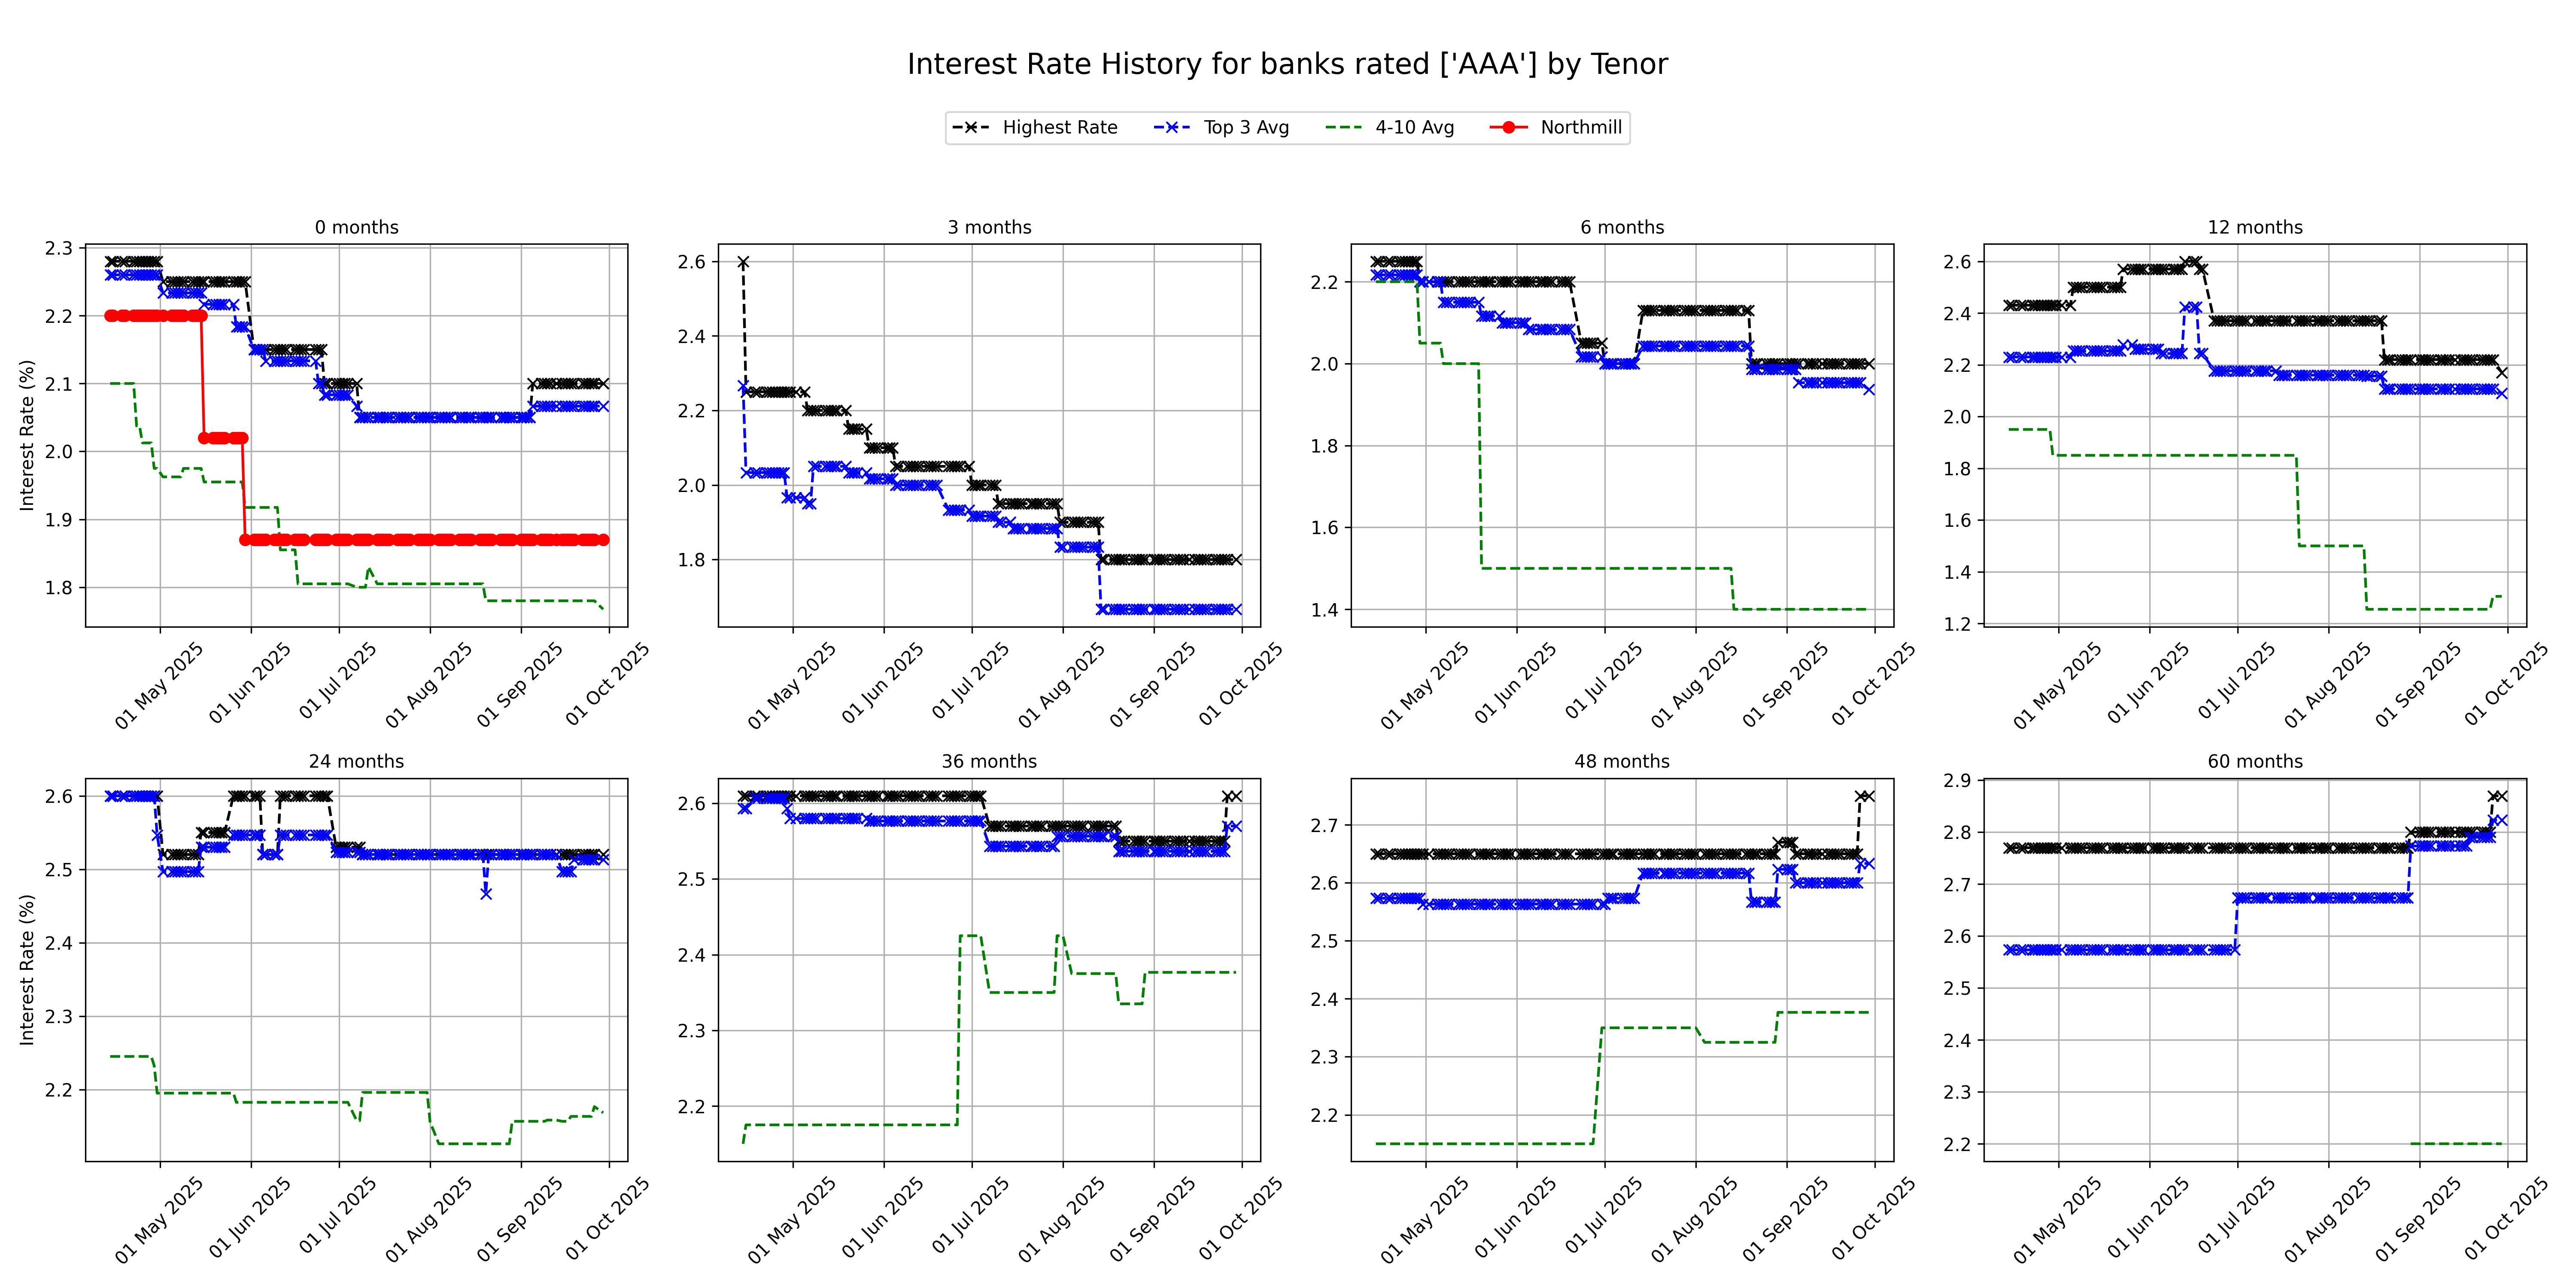 Interest Rate History for banks rated ['AAA'] by Tenor
Highest Rate Top 3 Avg 4-10 Avg Northmill
0 months
Interest Rate (%)
2.3
2.2
2.1
2.0
1.9
1.8
01 May 2025
01 Jun 2025
01 Jul 2025
01 Aug 2025
01 Sep 2025
01 Oct 2025
3 months
2.6
2.4
2.2
2.0
1.8
01 May 2025
01 Jun 2025
01 Jul 2025
01 Aug 2025
01 Sep 2025
01 Oct 2025
6 months
2.2
2.0
1.8
1.6
1.4
01 May 2025
01 Jun 2025
01 Jul 2025
01 Aug 2025
01 Sep 2025
01 Oct 2025
12 months
2.6
2.4
2.2
2.0
1.8
1.6
1.4
1.2
01 May 2025
01 Jun 2025
01 Jul 2025
01 Aug 2025
01 Sep 2025
01 Oct 2025
24 months
Interest Rate (%)
2.6
2.5
2.4
2.3
2.2
01 May 2025
01 Jun 2025
01 Jul 2025
01 Aug 2025
01 Sep 2025
01 Oct 2025
36 months
2.6
2.5
2.4
2.3
2.2
01 May 2025
01 Jun 2025
01 Jul 2025
01 Aug 2025
01 Sep 2025
01 Oct 2025
48 months
2.7
2.6
2.5
2.4
2.3
2.2
01 May 2025
01 Jun 2025
01 Jul 2025
01 Aug 2025
01 Sep 2025
01 Oct 2025
60 months
2.9
2.8
2.7
2.6
2.5
2.4
2.3
2.2
01 May 2025
01 Jun 2025
01 Jul 2025
01 Aug 2025
01 Sep 2025
01 Oct 2025